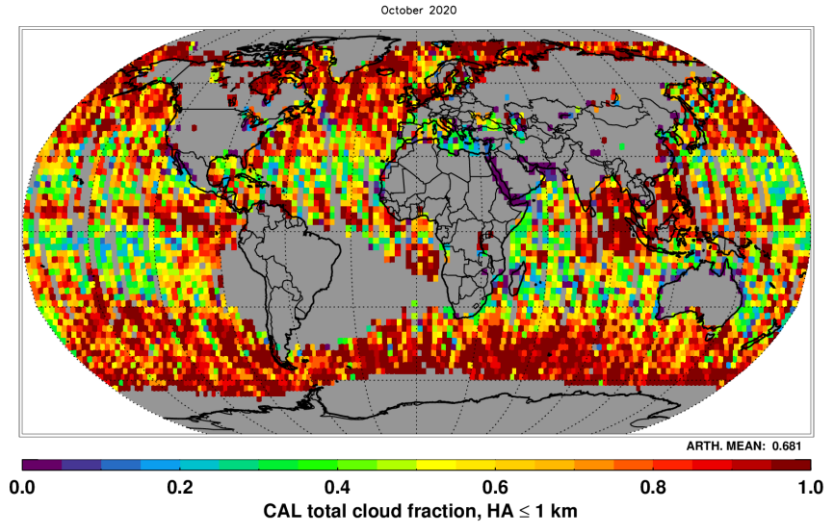 October 2020
ARTH. MEAN: 0.681
0.0 0.2 0.4 0.6 0.8 1.0
CAL total cloud fraction, HA ≤ 1 km